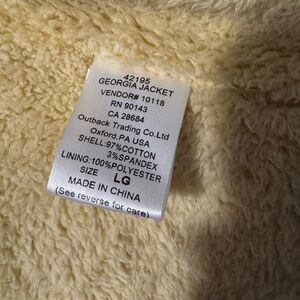 42195
GEORGIA JACKET
VENDOR# 10118
RN 90143
CA 28684
Outback Trading Co.Ltd
Oxford.PA USA
SHELL:97%COTTON
3%SPANDEX
LINING:100%POLYESTER
SIZE LG
MADE IN CHINA
(See reverse for care)